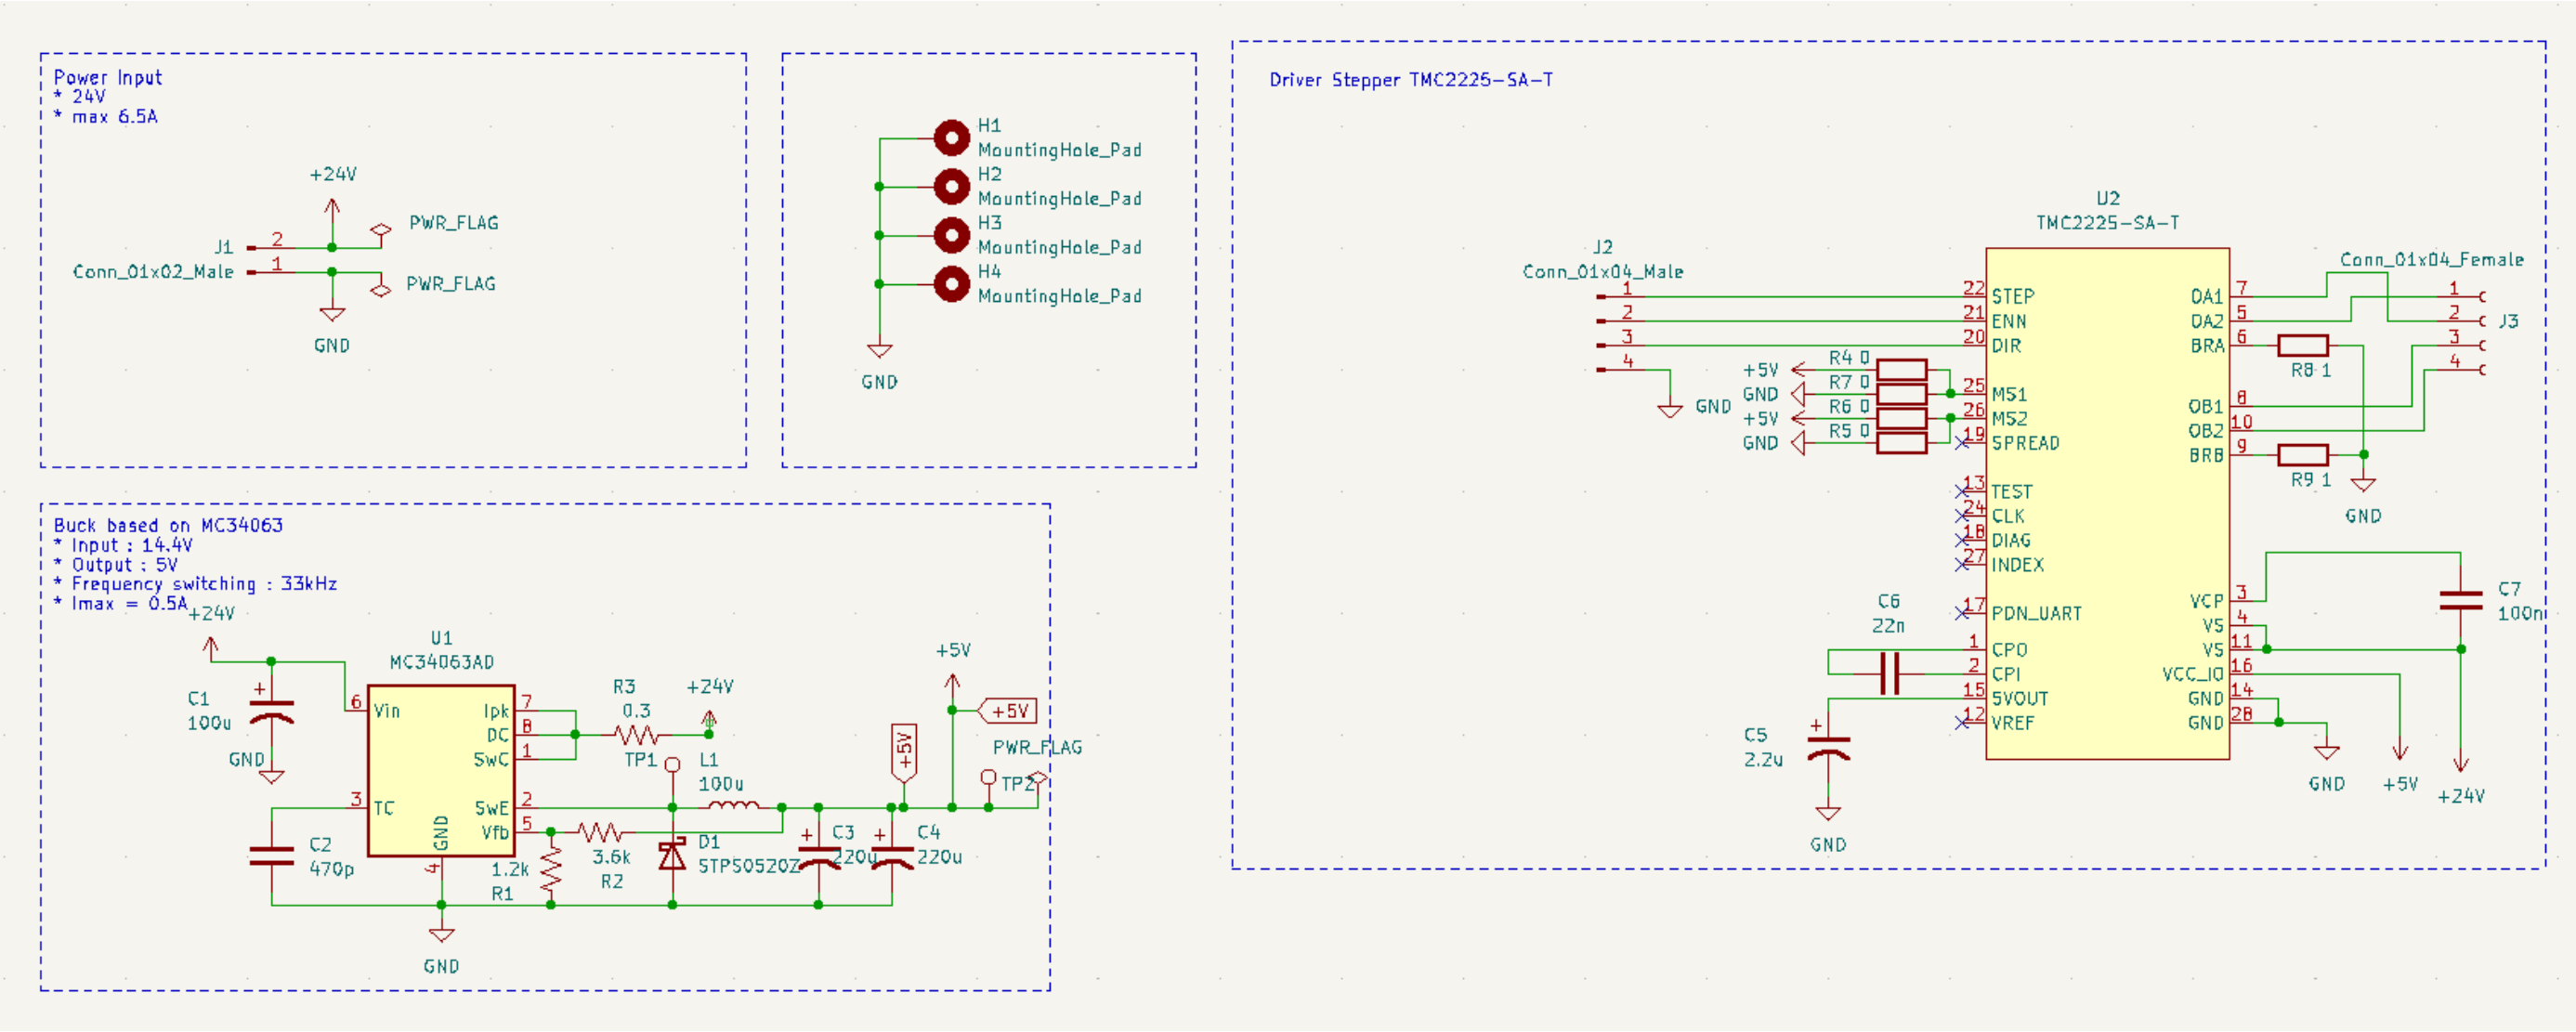 Power Input
* 24V
* max 6.5A
+24V
PWR_FLAG
J1
2
Conn_01x02_Male
1
PWR_FLAG
GND
H1
MountingHole_Pad
H2
MountingHole_Pad
H3
MountingHole_Pad
H4
MountingHole_Pad
GND
Buck based on MC34063
* Input : 14.4V
* Output : 5V
* Frequency switching : 33kHz
* Imax = 0.5A
+24V
U1
MC34063AD
C1
100u
GND
6
Vin
Ipk
7
DC
8
SwC
1
3
TC
SwE
2
Vfb
5
GND
4
R3
0.3
+24V
TP1
L1
100u
+5V
+5V
+5V
PWR_FLAG
TP2
C2
470p
1.2k
R1
3.6k
R2
D1
STPS0520Z
C3
220u
C4
220u
GND
Driver Stepper TMC2225-SA-T
U2
TMC2225-SA-T
J2
Conn_01x04_Male
1
2
3
4
GND
+5V
R4 0
GND
R7 0
+5V
R6 0
GND
R5 0
22
STEP
21
ENN
20
DIR
25
MS1
26
MS2
19
SPREAD
13
TEST
24
CLK
18
DIAG
27
INDEX
17
PDN_UART
1
CPO
2
CPI
15
5VOUT
12
VREF
C6
22n
C5
2.2u
GND
OA1
7
OA2
5
BRA
6
OB1
8
OB2
10
BRB
9
VCP
3
VS
4
VS
11
VCC_IO
16
GND
14
GND
28
Conn_01x04_Female
1
2
J3
3
4
R8 1
R9 1
GND
C7
100n
GND
+5V
+24V